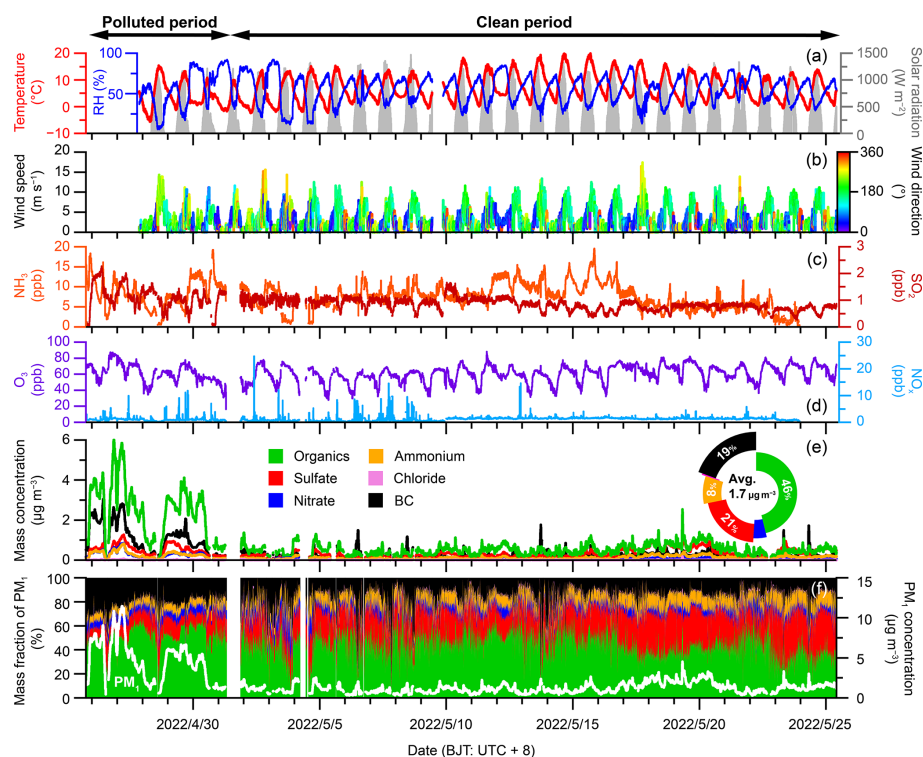 Polluted period
Clean period
(a)
Temperature
(°C)
20
10
0
−10
RH (%)
100
50
Solar radiation
(W m⁻²)
1500
1000
500
0
(b)
Wind speed
(m s⁻¹)
20
15
10
5
0
Wind direction
(°)
360
180
0
(c)
NH₃
(ppb)
20
15
10
5
0
SO₂
(ppb)
3
2
1
0
(d)
O₃
(ppb)
100
80
60
40
20
0
NOₓ
(ppb)
30
20
10
0
(e)
Mass concentration
(µg m⁻³)
6
4
2
0
Organics
Sulfate
Nitrate
Ammonium
Chloride
BC
19%
46%
8%
21%
Avg.
1.7 µg m⁻³
(f)
Mass fraction of PM₁
(%)
100
80
60
40
20
0
PM₁
PM₁ concentration
(µg m⁻³)
15
10
5
0
2022/4/30
2022/5/5
2022/5/10
2022/5/15
2022/5/20
2022/5/25
Date (BJT: UTC + 8)